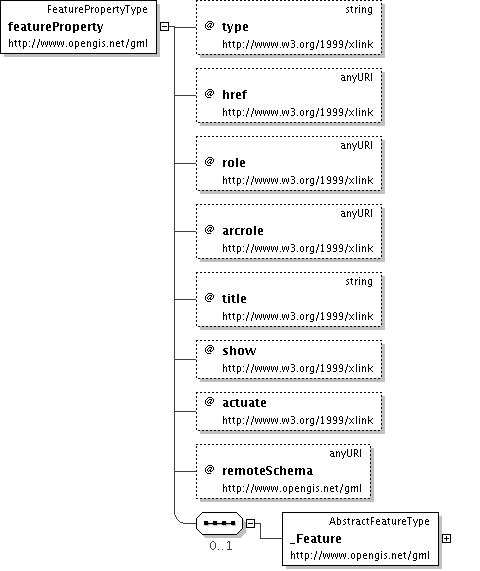 FeaturePropertyType
featureProperty
http://www.opengis.net/gml
string
@ type
http://www.w3.org/1999/xlink
anyURI
@ href
http://www.w3.org/1999/xlink
anyURI
@ role
http://www.w3.org/1999/xlink
anyURI
@ arcrole
http://www.w3.org/1999/xlink
string
@ title
http://www.w3.org/1999/xlink
@ show
http://www.w3.org/1999/xlink
@ actuate
http://www.w3.org/1999/xlink
anyURI
@ remoteSchema
http://www.opengis.net/gml
0..1
AbstractFeatureType
_Feature
http://www.opengis.net/gml